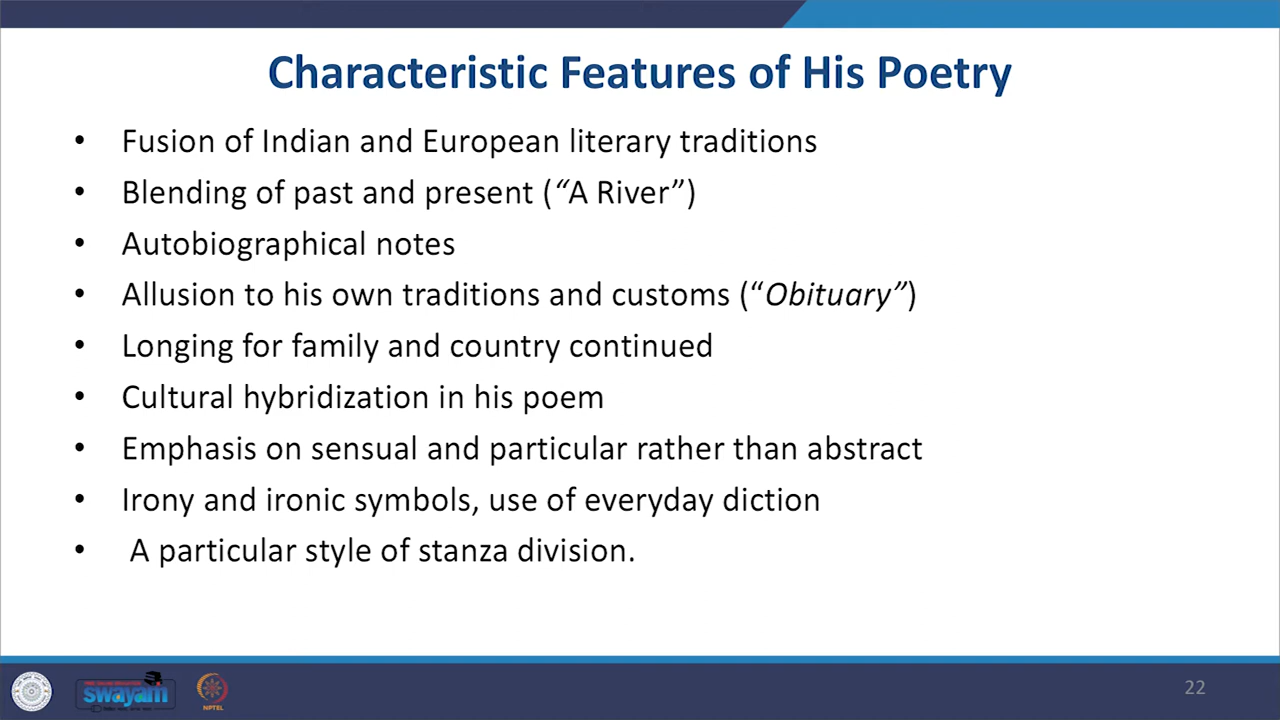 Characteristic Features of His Poetry
• Fusion of Indian and European literary traditions
• Blending of past and present (“A River”)
• Autobiographical notes
• Allusion to his own traditions and customs (“Obituary”)
• Longing for family and country continued
• Cultural hybridization in his poem
• Emphasis on sensual and particular rather than abstract
• Irony and ironic symbols, use of everyday diction
• A particular style of stanza division.
swayam
NPTEL
22